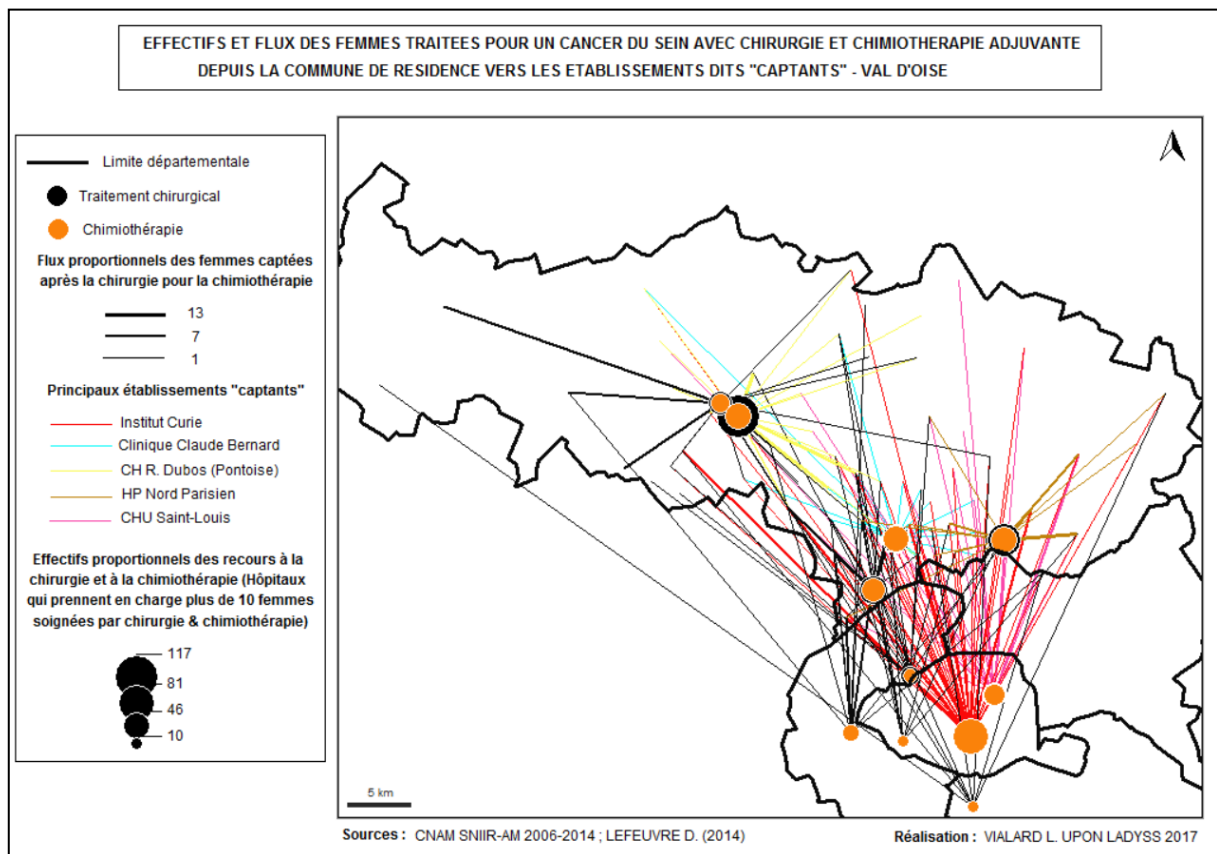 EFFECTIFS ET FLUX DES FEMMES TRAITEES POUR UN CANCER DU SEIN AVEC CHIRURGIE ET CHIMIOTHERAPIE ADJUVANTE
DEPUIS LA COMMUNE DE RESIDENCE VERS LES ETABLISSEMENTS DITS "CAPTANTS" - VAL D'OISE
Limite départementale
Traitement chirurgical
Chimiothérapie
Flux proportionnels des femmes captées
après la chirurgie pour la chimiothérapie
13
7
1
Principaux établissements "captants"
Institut Curie
Clinique Claude Bernard
CH R. Dubos (Pontoise)
HP Nord Parisien
CHU Saint-Louis
Effectifs proportionnels des recours à la
chirurgie et à la chimiothérapie (Hôpitaux
qui prennent en charge plus de 10 femmes
soignées par chirurgie & chimiothérapie)
117
81
46
10
5 km
Sources : CNAM SNIIR-AM 2006-2014 ; LEFEUVRE D. (2014)
Réalisation : VIALARD L. UPON LADYSS 2017